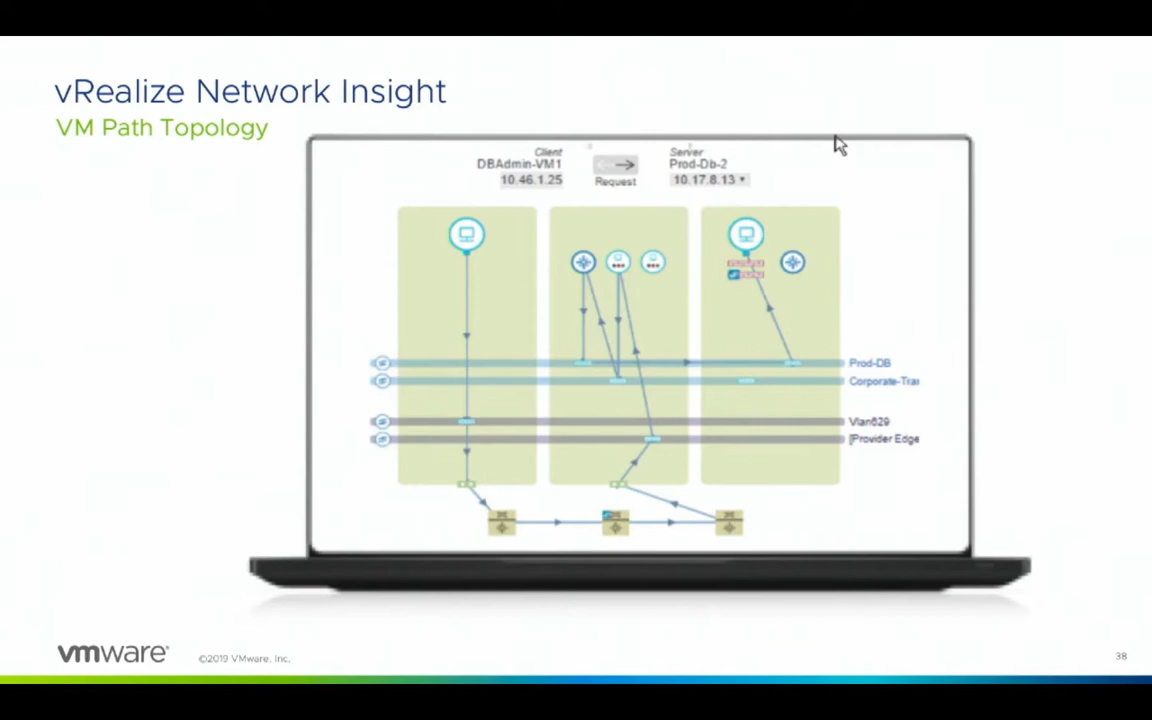 vRealize Network Insight
VM Path Topology
Client
DBAdmin-VM1
10.46.1.25
Request
Server
Prod-Db-2
10.17.8.13
Prod-DB
Corporate-Tra
Vlan629
[Provider Edge
vmware®
©2019 VMware, Inc.
38